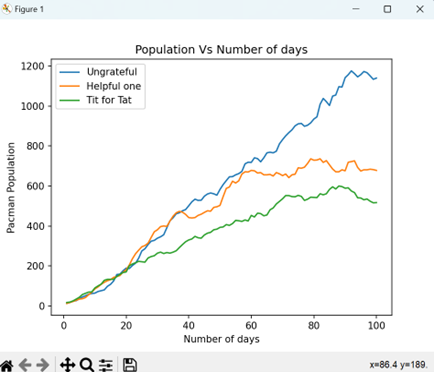 Figure 1
Population Vs Number of days
Ungrateful
Helpful one
Tit for Tat
Pacman Population
1200
1000
800
600
400
200
0
0 20 40 60 80 100
Number of days
x=86.4 y=189.